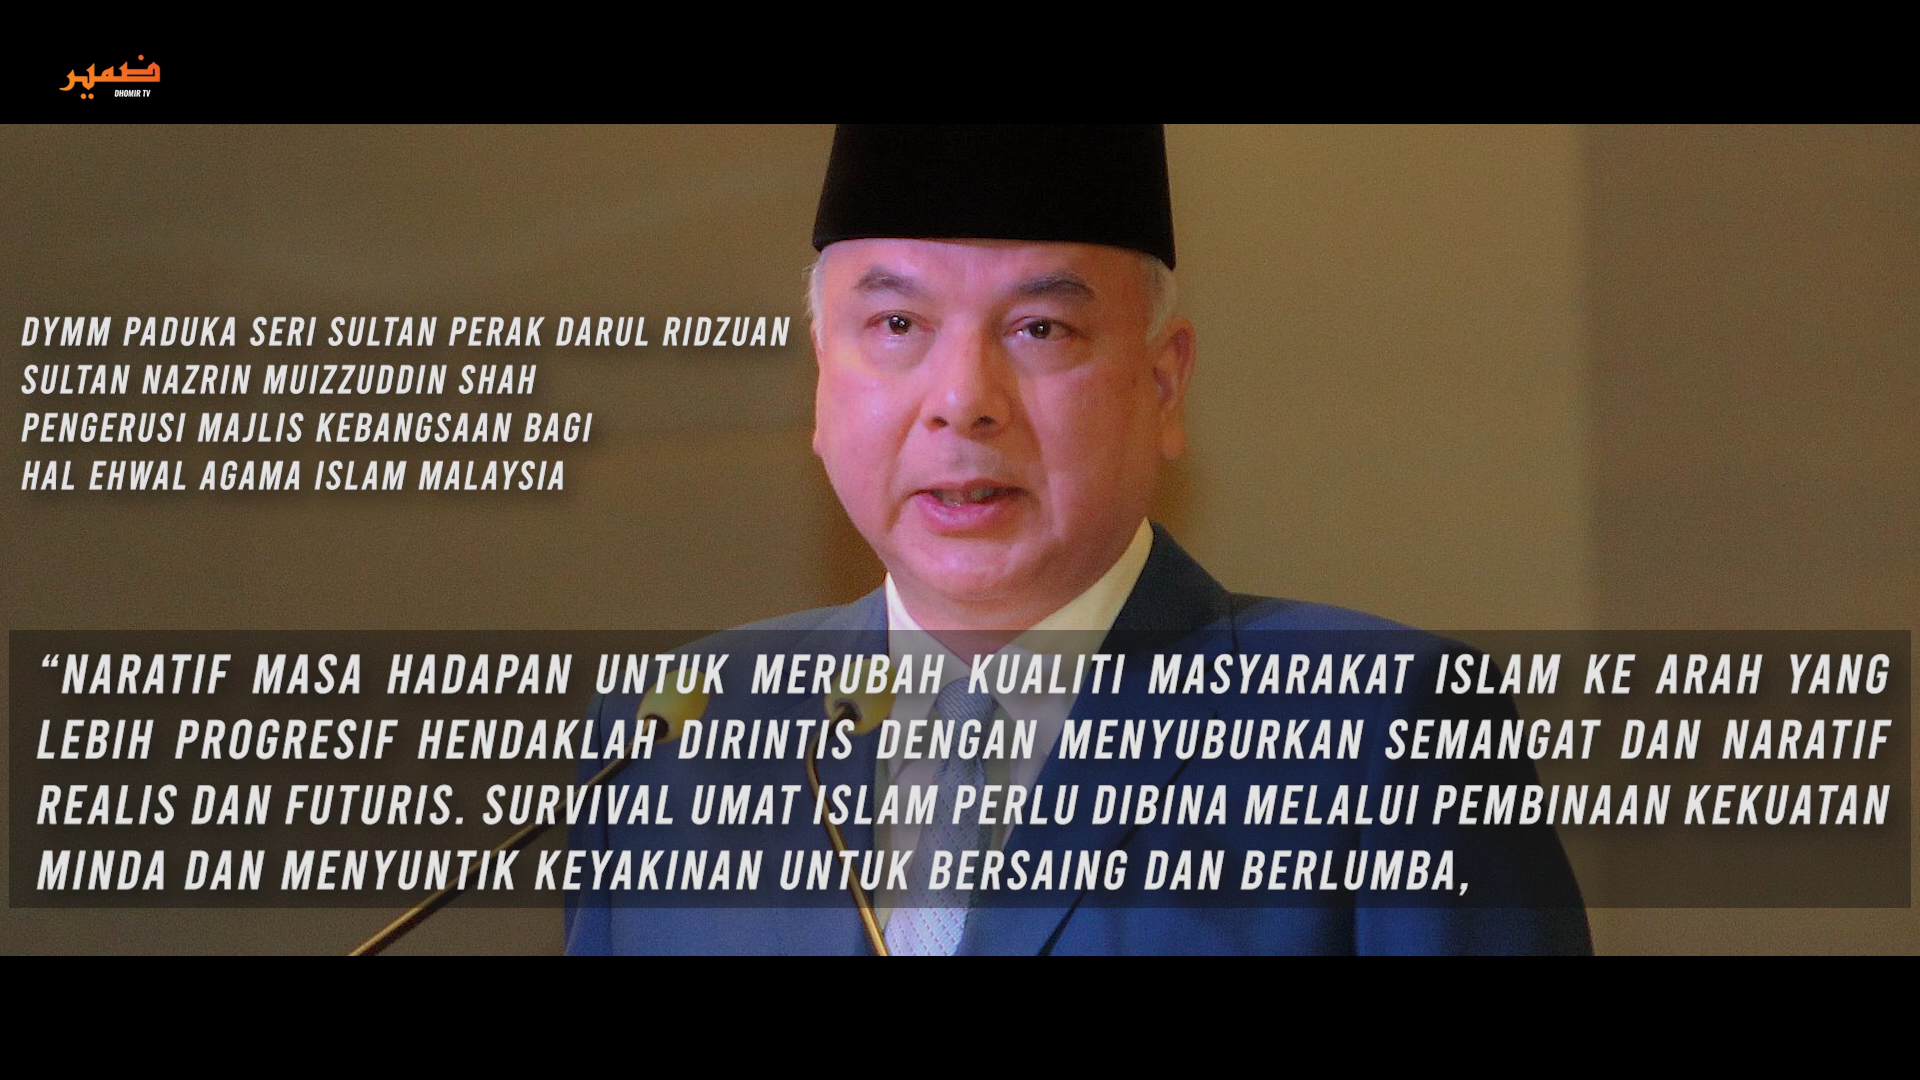 ضمير
DHOMIR TV
DYMM PADUKA SERI SULTAN PERAK DARUL RIDZUAN
SULTAN NAZRIN MUIZZUDDIN SHAH
PENGERUSI MAJLIS KEBANGSAAN BAGI
HAL EHWAL AGAMA ISLAM MALAYSIA
“NARATIF MASA HADAPAN UNTUK MERUBAH KUALITI MASYARAKAT ISLAM KE ARAH YANG
LEBIH PROGRESIF HENDAKLAH DIRINTIS DENGAN MENYUBURKAN SEMANGAT DAN NARATIF
REALIS DAN FUTURIS. SURVIVAL UMAT ISLAM PERLU DIBINA MELALUI PEMBINAAN KEKUATAN
MINDA DAN MENYUNTIK KEYAKINAN UNTUK BERSAING DAN BERLUMBA,